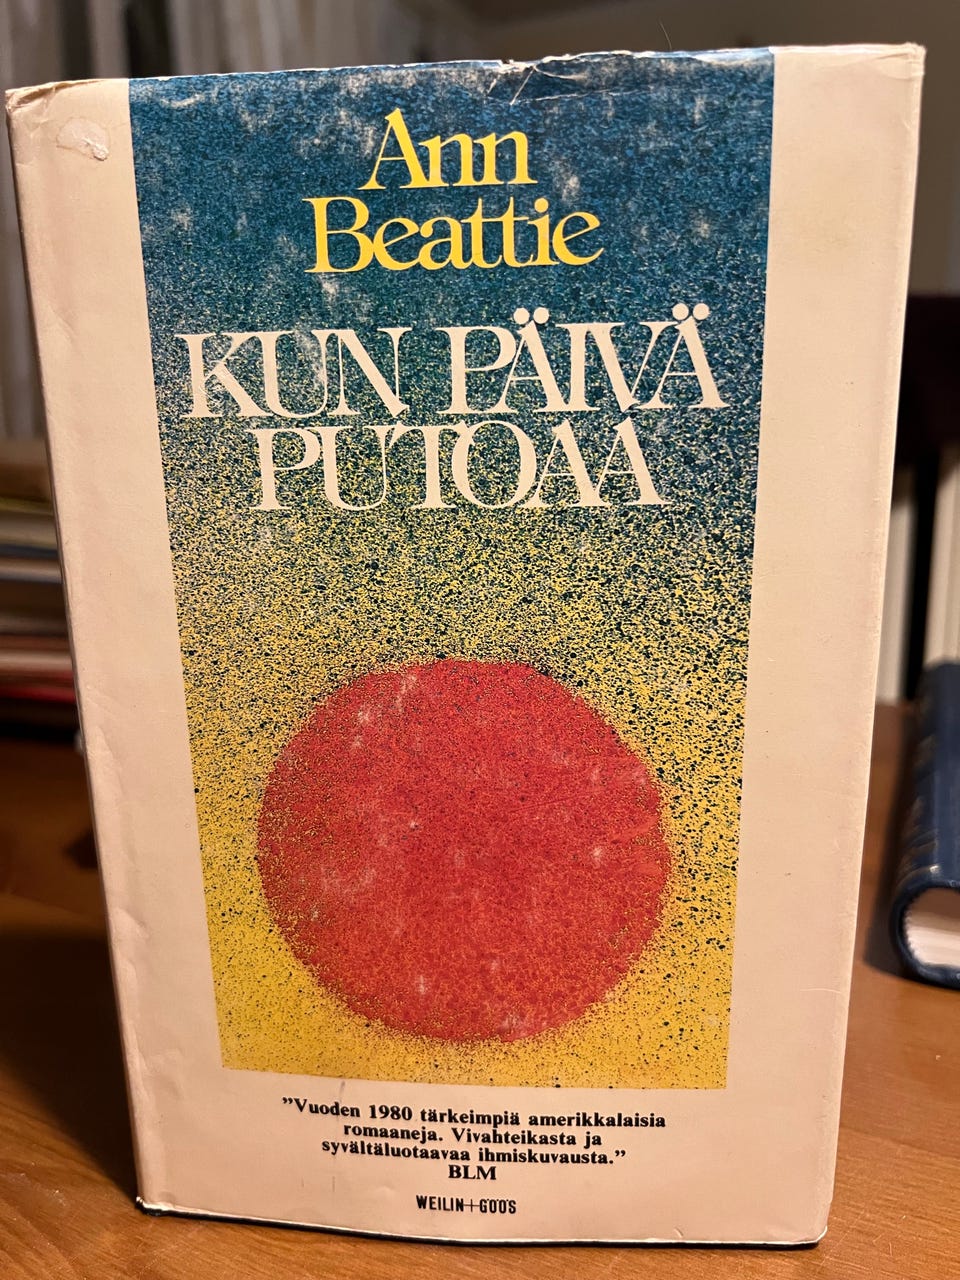 Ann
Beattie
KUN PÄIVÄ
PUTOAA
”Vuoden 1980 tärkeimpiä amerikkalaisia
romaaneja. Vivahteikasta ja
syvältäluotaavaa ihmiskuvausta.”
BLM
WEILIN+GÖÖS